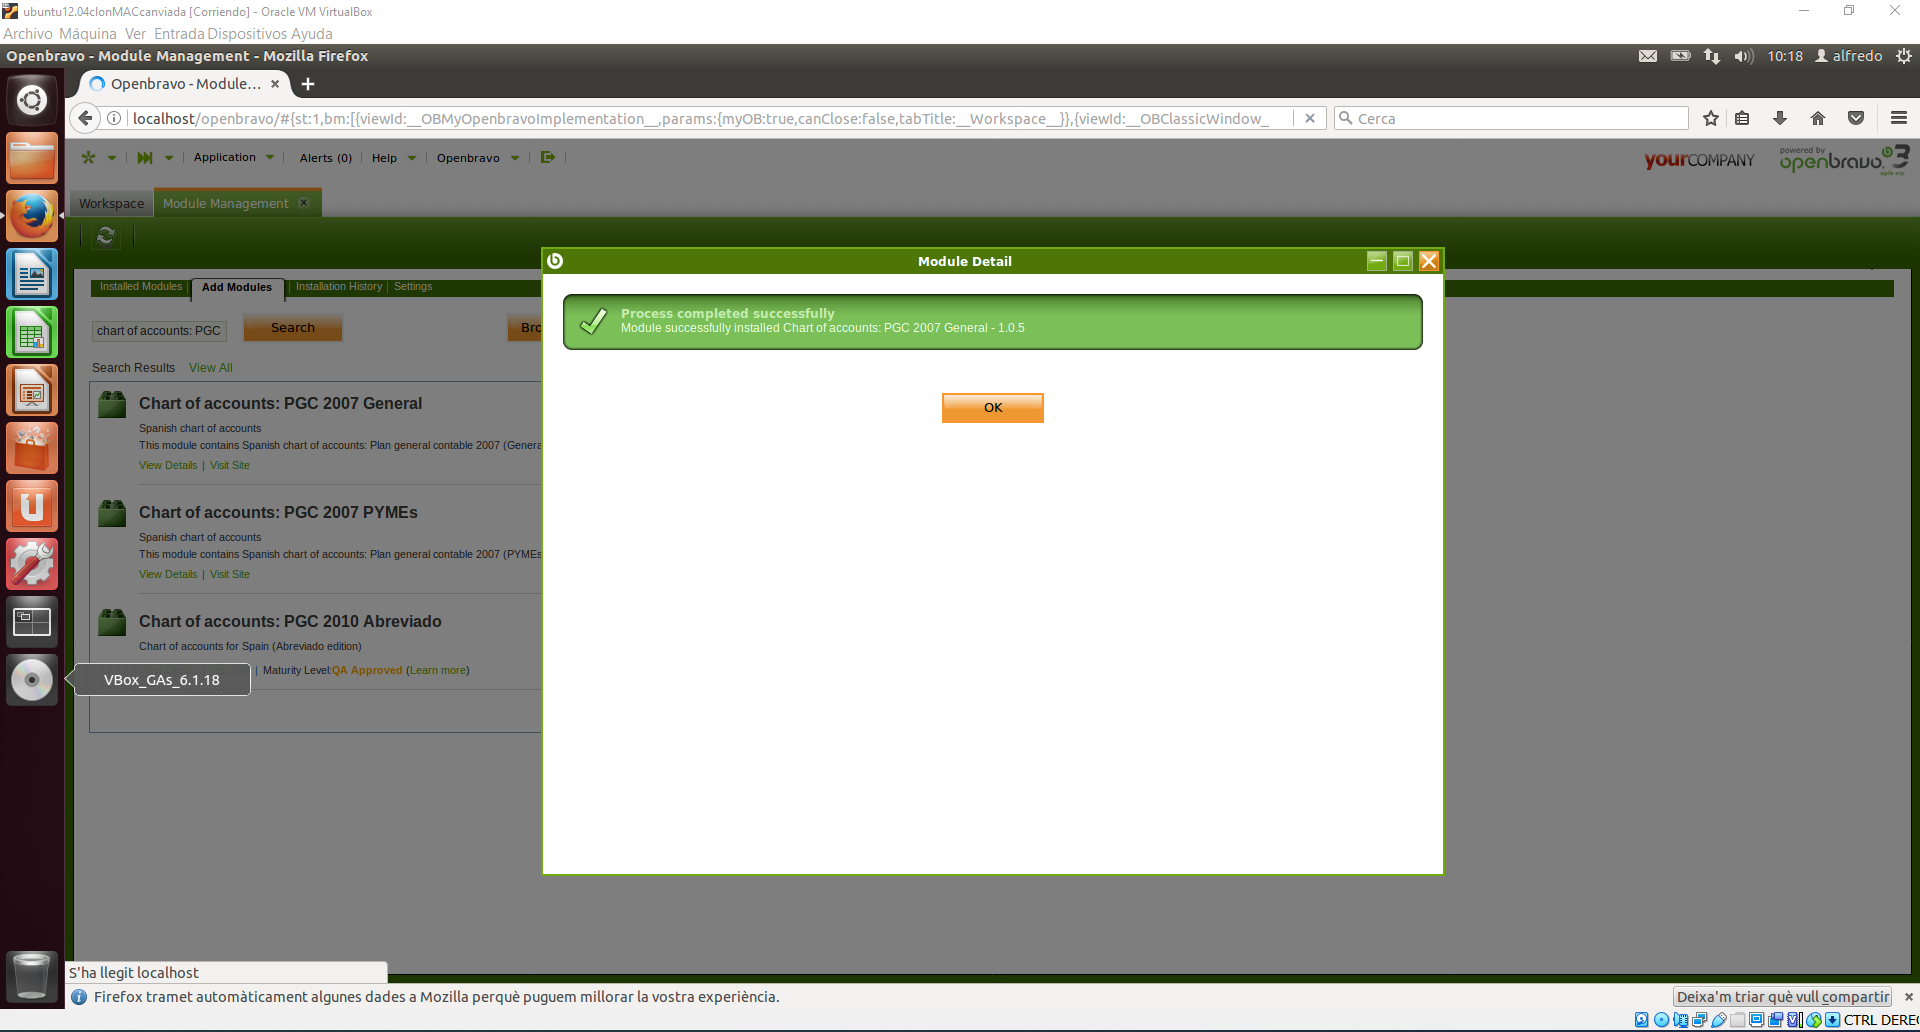 ubuntu12.04clonMACcanviada [Corriendo] - Oracle VM VirtualBox
Archivo Máquina Ver Entrada Dispositivos Ayuda
Openbravo - Module Management - Mozilla Firefox
10:18 alfredo
Openbravo - Module...
localhost/openbravo/#{st:1,bm:[{viewId:__OBMyOpenbravoImplementation__,params:{myOB:true,canClose:false,tabTitle:__Workspace__}},{viewId:__OBClassicWindow_
Cerca
Application Alerts (0) Help Openbravo
yourCOMPANY
powered by
openbravo 3
agile erp
Workspace Module Management
Module Detail
Installed Modules Add Modules Installation History Settings
Process completed successfully
Module successfully installed Chart of accounts: PGC 2007 General - 1.0.5
chart of accounts: PGC Search Bro
Search Results View All
OK
Chart of accounts: PGC 2007 General
Spanish chart of accounts
This module contains Spanish chart of accounts: Plan general contable 2007 (Genera
View Details | Visit Site
Chart of accounts: PGC 2007 PYMEs
Spanish chart of accounts
This module contains Spanish chart of accounts: Plan general contable 2007 (PYMEs
View Details | Visit Site
Chart of accounts: PGC 2010 Abreviado
Chart of accounts for Spain (Abreviado edition)
| Maturity Level:QA Approved (Learn more)
VBox_GAs_6.1.18
S'ha llegit localhost
Firefox tramet automàticament algunes dades a Mozilla perquè puguem millorar la vostra experiència.
Deixa'm triar què vull compartir
CTRL DEREC